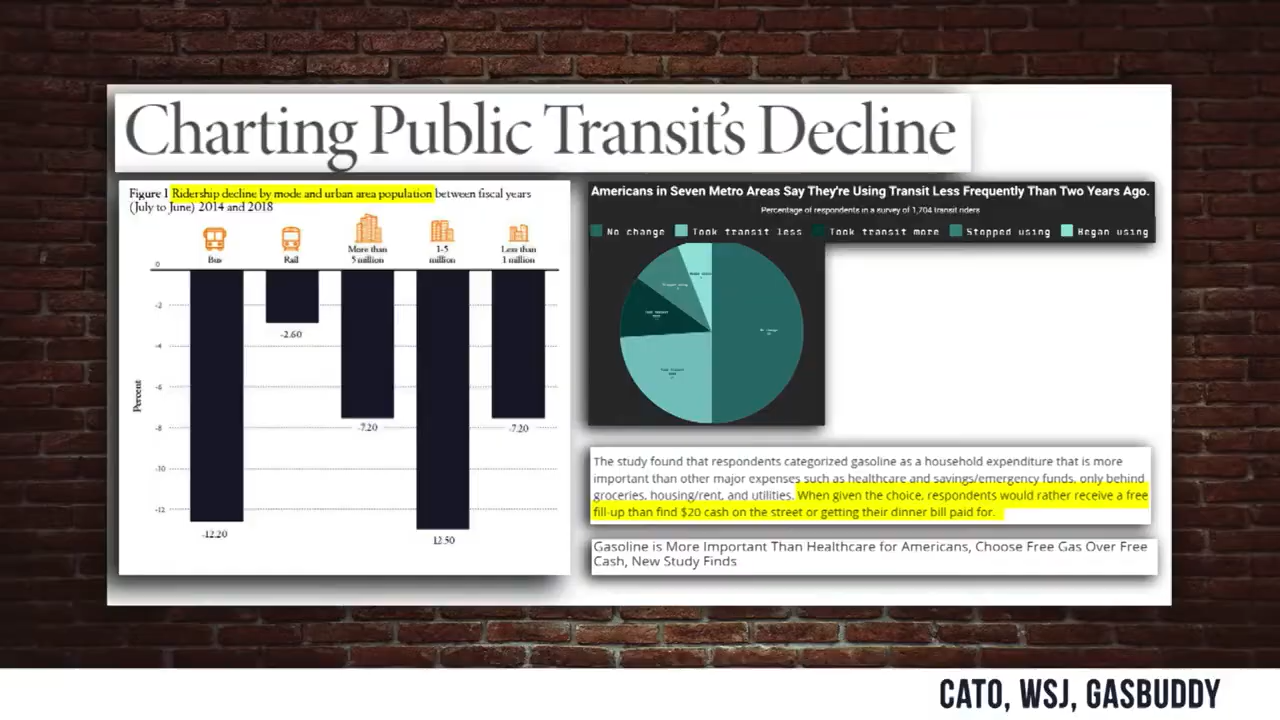 Charting Public Transit's Decline
Figure 1 Ridership decline by mode and urban area population between fiscal years
(July to June) 2014 and 2018
Bus
Rail
More than
5 million
1-5
million
Less than
1 million
0
-2
-4
-6
-8
-10
-12
Percent
-12.20
-2.60
-7.20
12.50
-7.20
Americans in Seven Metro Areas Say They're Using Transit Less Frequently Than Two Years Ago.
Percentage of respondents in a survey of 1,704 transit riders
No change
Took transit less
Took transit more
Stopped using
Began using
No change
The study found that respondents categorized gasoline as a household expenditure that is more
important than other major expenses such as healthcare and savings/emergency funds, only behind
groceries, housing/rent, and utilities. When given the choice, respondents would rather receive a free
fill-up than find $20 cash on the street or getting their dinner bill paid for.
Gasoline is More Important Than Healthcare for Americans, Choose Free Gas Over Free
Cash, New Study Finds
CATO, WSJ, GASBUDDY